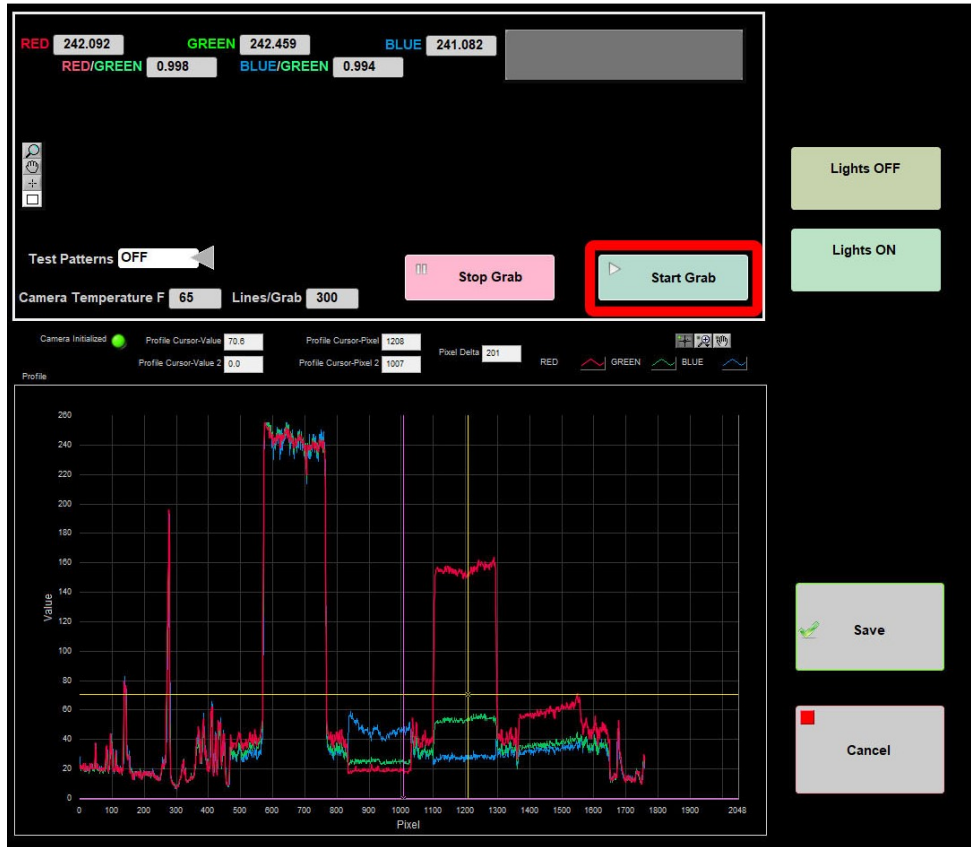 RED 242.092 GREEN 242.459 BLUE 241.082
RED/GREEN 0.998 BLUE/GREEN 0.994
Lights OFF
Lights ON
Test Patterns OFF
Stop Grab
Start Grab
Camera Temperature F 65 Lines/Grab 300
Camera Initialized Profile Cursor-Value 70.6 Profile Cursor-Pixel 1208
Pixel Delta 201
RED GREEN BLUE
Profile Cursor-Value 2 0.0 Profile Cursor-Pixel 2 1007
Profile
260
240
220
200
180
160
140
120
100
80
60
40
20
0
Value
0 100 200 300 400 500 600 700 800 900 1000 1100 1200 1300 1400 1500 1600 1700 1800 1900 2048
Pixel
Save
Cancel